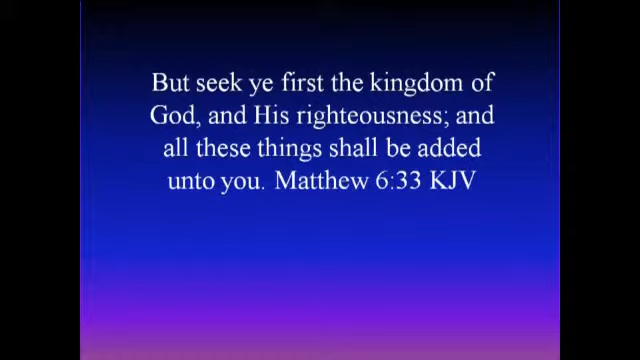 But seek ye first the kingdom of
God, and His righteousness; and
all these things shall be added
unto you. Matthew 6:33 KJV